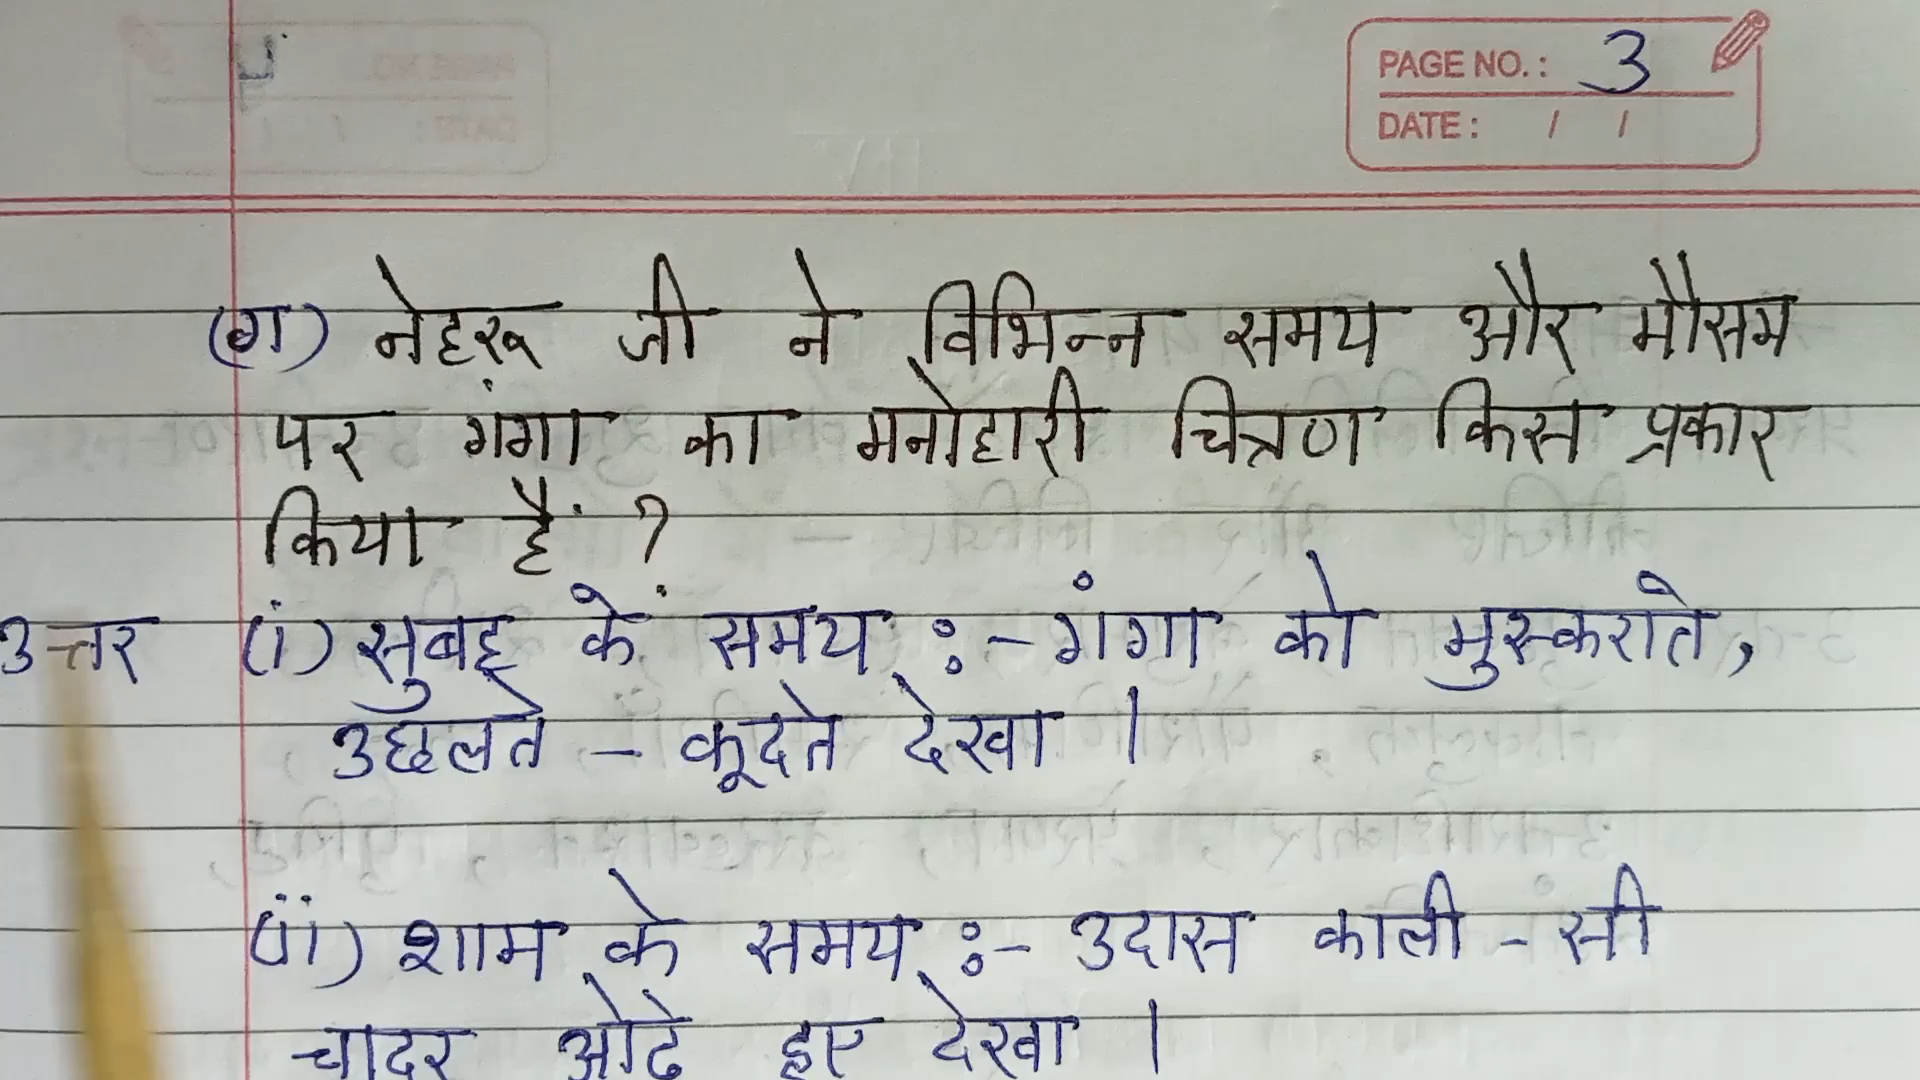 PAGE NO.: 3
DATE: / /
(ग) नेहरू जी ने विभिन्न समय और मौसम
पर गंगा का मनोहारी चित्रण किस प्रकार
किया हैं ?
उत्तर (i) सुबह के समय :- गंगा को मुस्कराते,
उछलते - कूदते देखा ।
(ii) शाम के समय :- उदास काली - सी
चादर ओढे हुए देखा ।